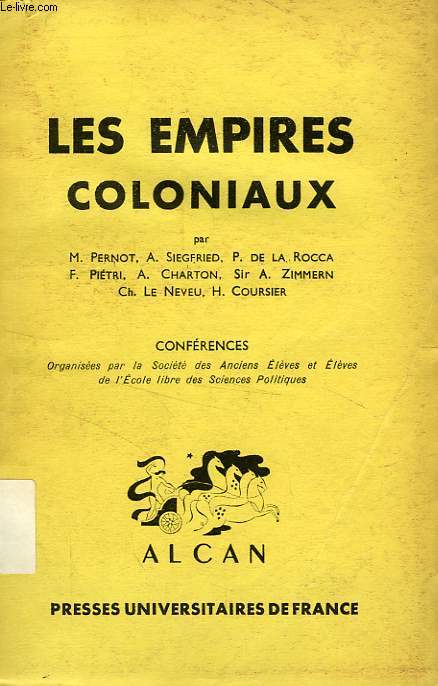 Le-livre.com
LES EMPIRES
COLONIAUX
par
M. PERNOT, A. SIEGFRIED, P. DE LA ROCCA
F. PIÉTRI, A. CHARTON, Sir A. ZIMMERN
Ch. LE NEVEU, H. COURSIER
CONFÉRENCES
Organisées par la Société des Anciens Élèves et Élèves
de l'École libre des Sciences Politiques
ALCAN
PRESSES UNIVERSITAIRES DE FRANCE